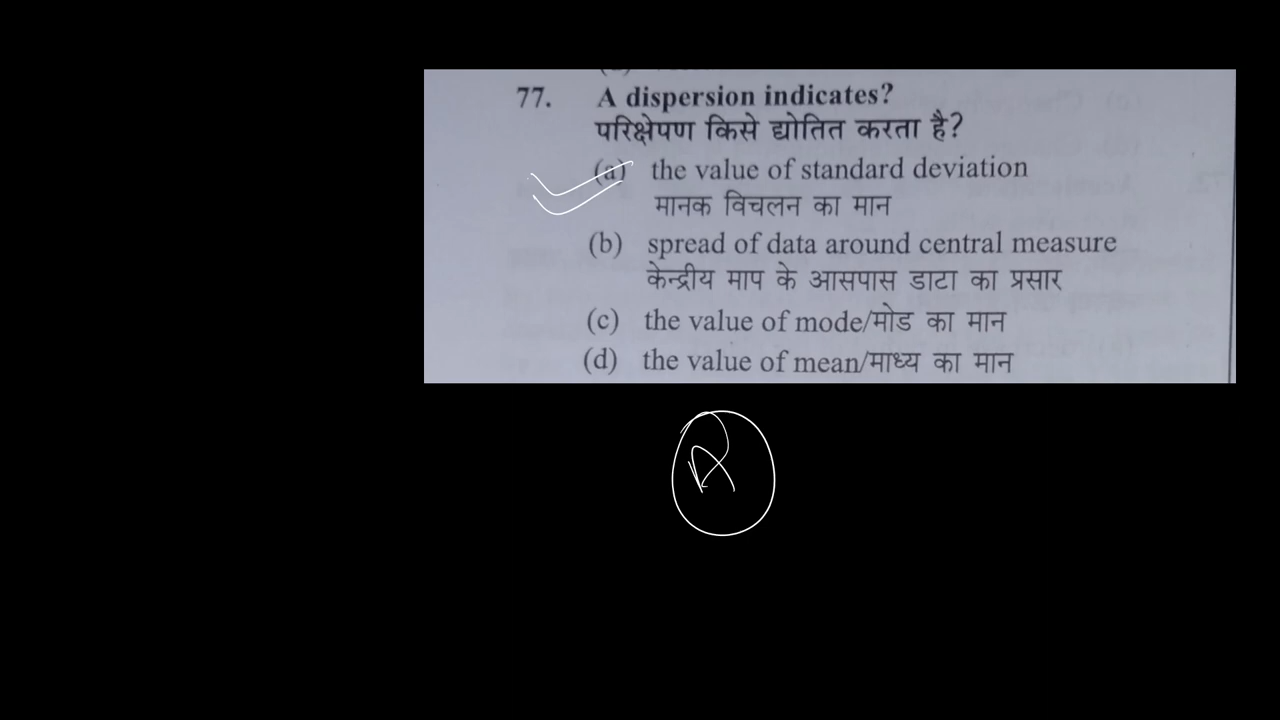 77. A dispersion indicates?
परिक्षेपण किसे द्योतित करता है?
(a) the value of standard deviation
मानक विचलन का मान
(b) spread of data around central measure
केन्द्रीय माप के आसपास डाटा का प्रसार
(c) the value of mode/मोड का मान
(d) the value of mean/माध्य का मान